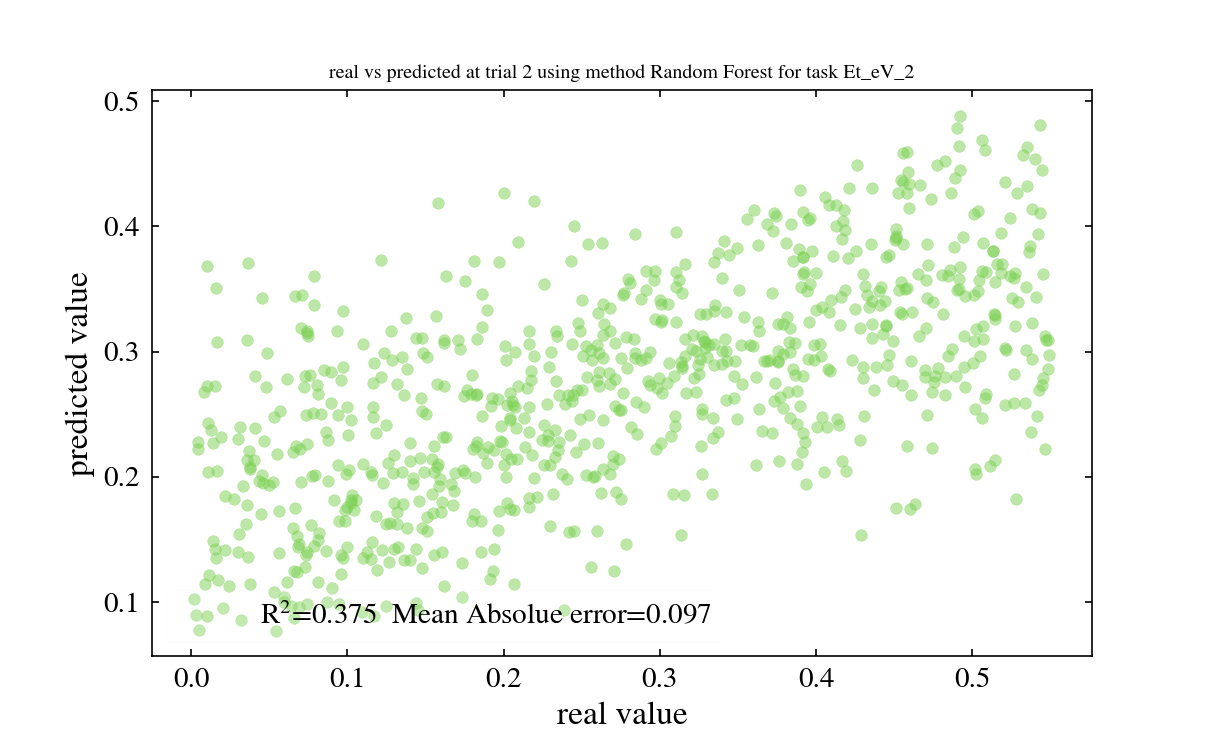 real vs predicted at trial 2 using method Random Forest for task Et_eV_2
0.5
0.4
0.3
0.2
0.1
predicted value
R²=0.375 Mean Absolue error=0.097
0.0 0.1 0.2 0.3 0.4 0.5
real value